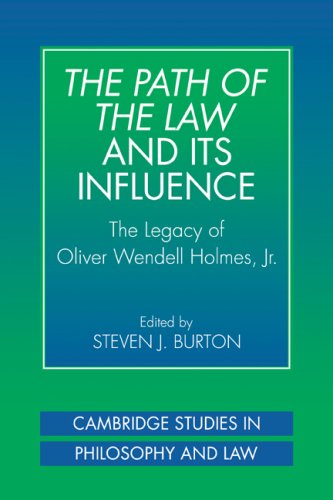 THE PATH OF
THE LAW
AND ITS
INFLUENCE
The Legacy of
Oliver Wendell Holmes, Jr.
Edited by
STEVEN J. BURTON
CAMBRIDGE STUDIES IN
PHILOSOPHY AND LAW